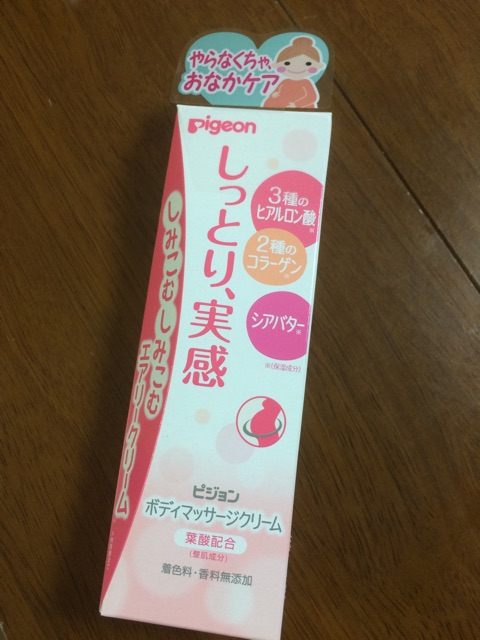 やらなくちゃ、
おなかケア
Pigeon
しっとり、実感
3種の
ヒアルロン酸
※
2種の
コラーゲン
※
シアバター
※
※(保湿成分)
しみこむしみこむ
エアリークリーム
ピジョン
ボディマッサージクリーム
葉酸配合
(整肌成分)
着色料・香料無添加